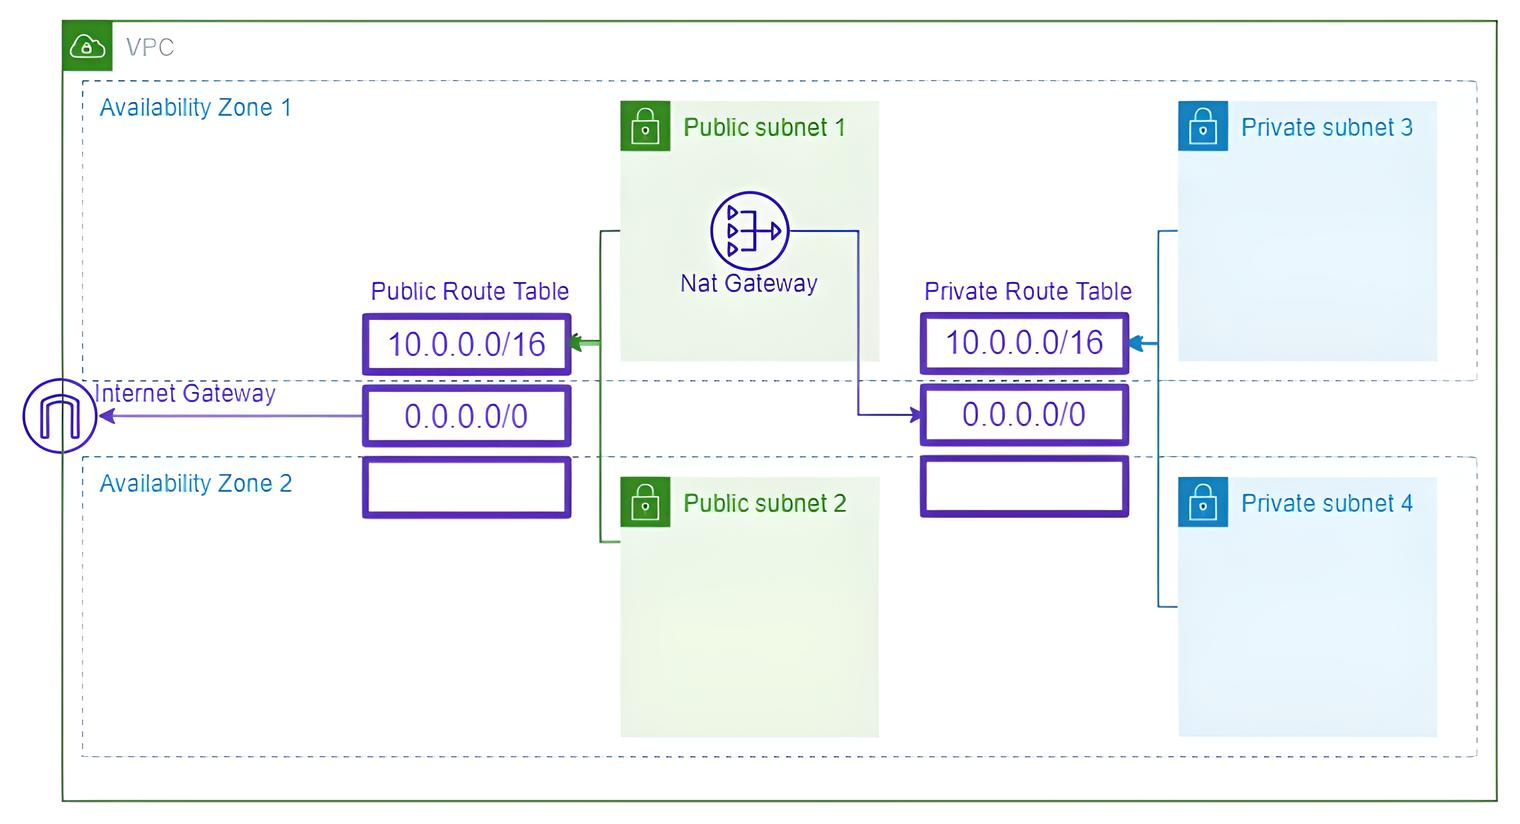 VPC
Availability Zone 1
Public subnet 1
Private subnet 3
Nat Gateway
Public Route Table
Private Route Table
10.0.0.0/16
10.0.0.0/16
Internet Gateway
0.0.0.0/0
0.0.0.0/0
Availability Zone 2
Public subnet 2
Private subnet 4